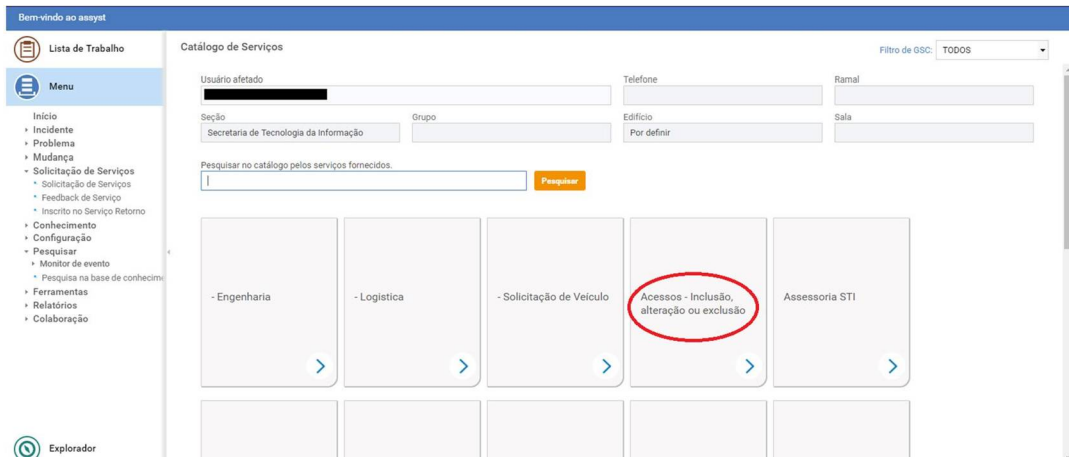 Bem-vindo ao assyst
Lista de Trabalho
Menu
Início
Incidente
Problema
Mudança
Solicitação de Serviços
Solicitação de Serviços
Feedback de Serviço
Inscrito no Serviço Retorno
Conhecimento
Configuração
Pesquisar
Monitor de evento
Pesquisa na base de conhecime
Ferramentas
Relatórios
Colaboração
Explorador
Catálogo de Serviços
Filtro de GSC: TODOS
Usuário afetado
Telefone
Ramal
Seção
Grupo
Edifício
Sala
Secretaria de Tecnologia da Informação
Por definir
Pesquisar no catálogo pelos serviços fornecidos.
Pesquisar
- Engenharia
- Logistica
- Solicitação de Veículo
Acessos - Inclusão,
alteração ou exclusão
Assessoria STI